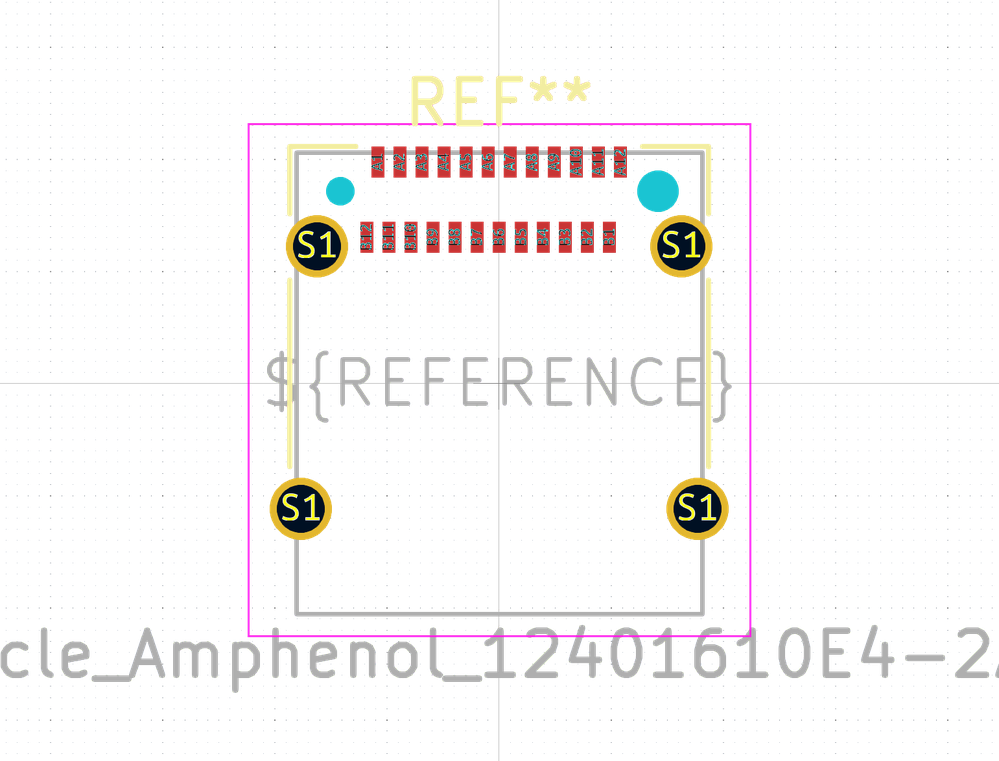 REF**
A1 A2 A3 A4 A5 A6 A7 A8 A9 A10 A11 A12
B12 B11 B10 B9 B8 B7 B6 B5 B4 B3 B2 B1
S1 S1
${REFERENCE}
S1 S1
cle_Amphenol_12401610E4-2